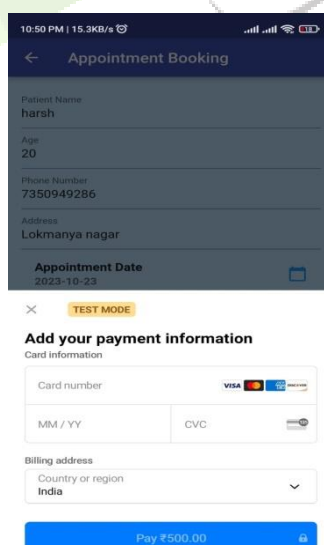 10:50 PM | 15.3KB/s
Appointment Booking
Patient Name
harsh
Age
20
Phone Number
7350949286
Address
Lokmanya nagar
Appointment Date
2023-10-23
TEST MODE
Add your payment information
Card information
Card number VISA
MM / YY CVC
Billing address
Country or region
India
Pay ₹500.00